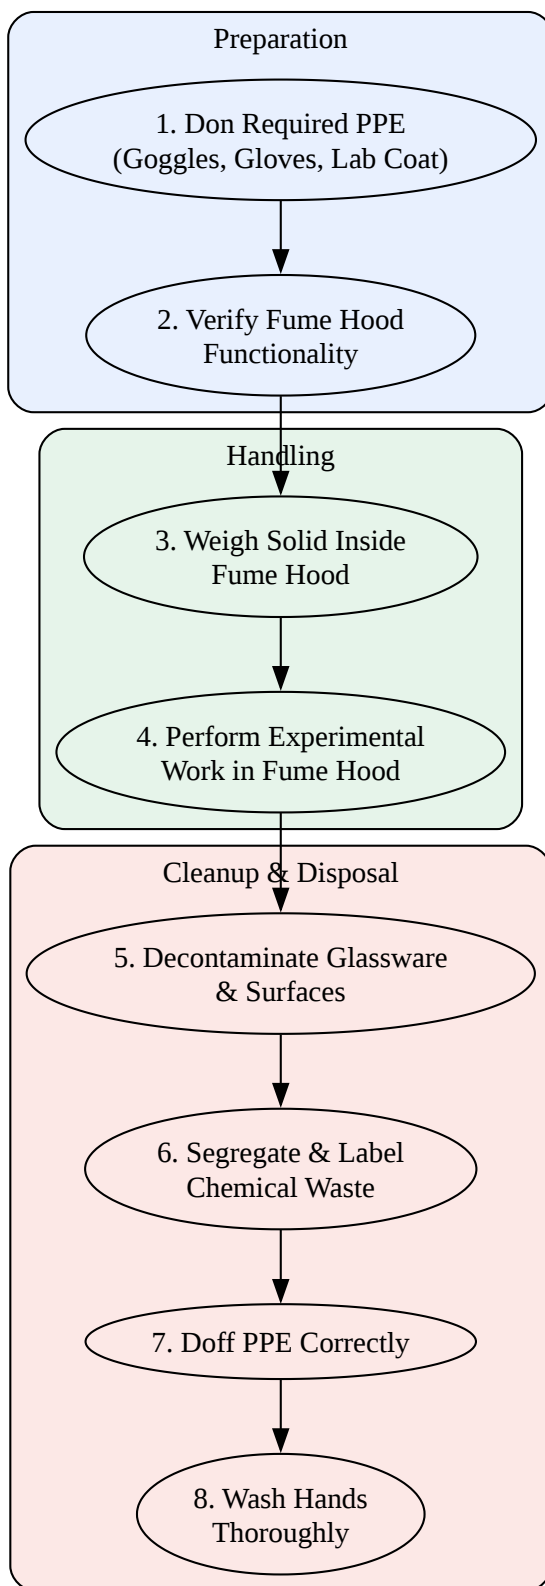 Preparation
1. Don Required PPE
(Goggles, Gloves, Lab Coat)
2. Verify Fume Hood
Functionality
Handling
3. Weigh Solid Inside
Fume Hood
4. Perform Experimental
Work in Fume Hood
Cleanup & Disposal
5. Decontaminate Glassware
& Surfaces
6. Segregate & Label
Chemical Waste
7. Doff PPE Correctly
8. Wash Hands
Thoroughly